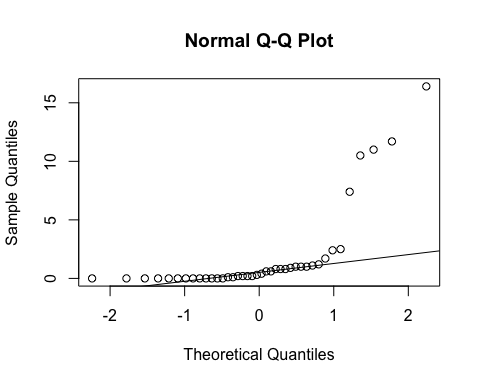 Normal Q-Q Plot
Sample Quantiles
15
10
5
0
-2 -1 0 1 2
Theoretical Quantiles